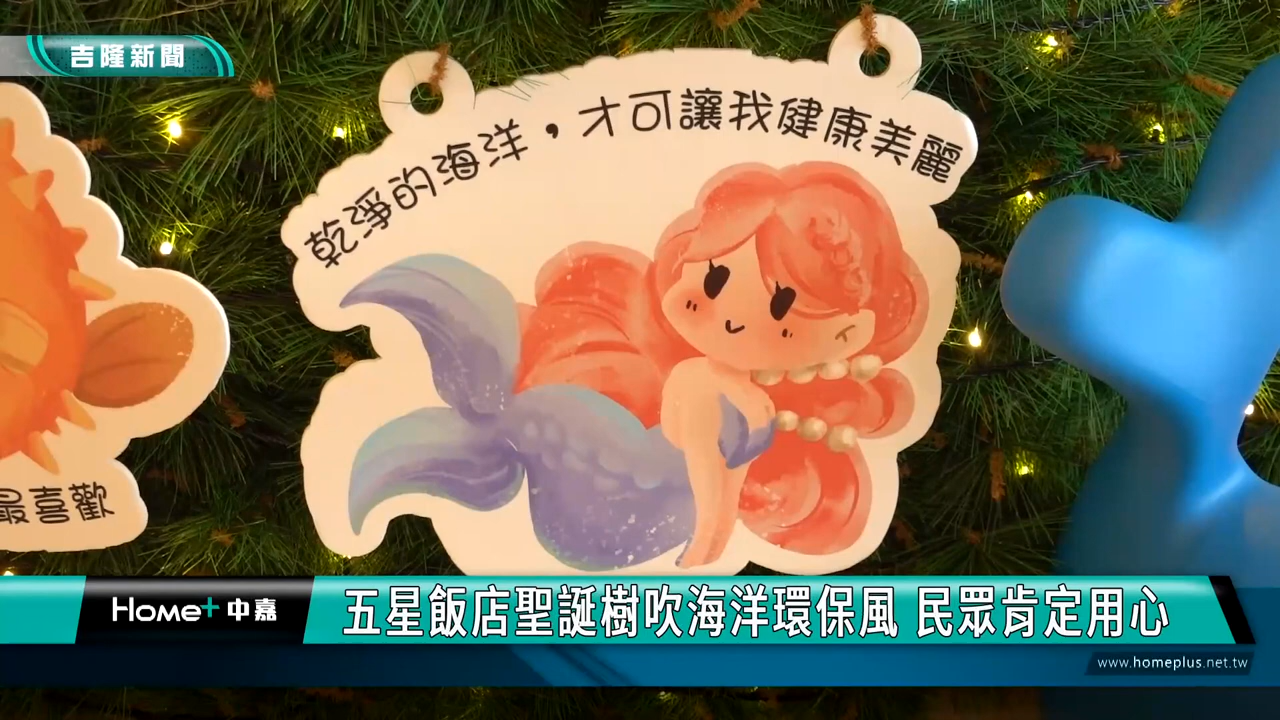 吉隆新聞
乾淨的海洋，才可讓我健康美麗
最喜歡
Home+中嘉
五星飯店聖誕樹吹海洋環保風 民眾肯定用心
www.homeplus.net.tw